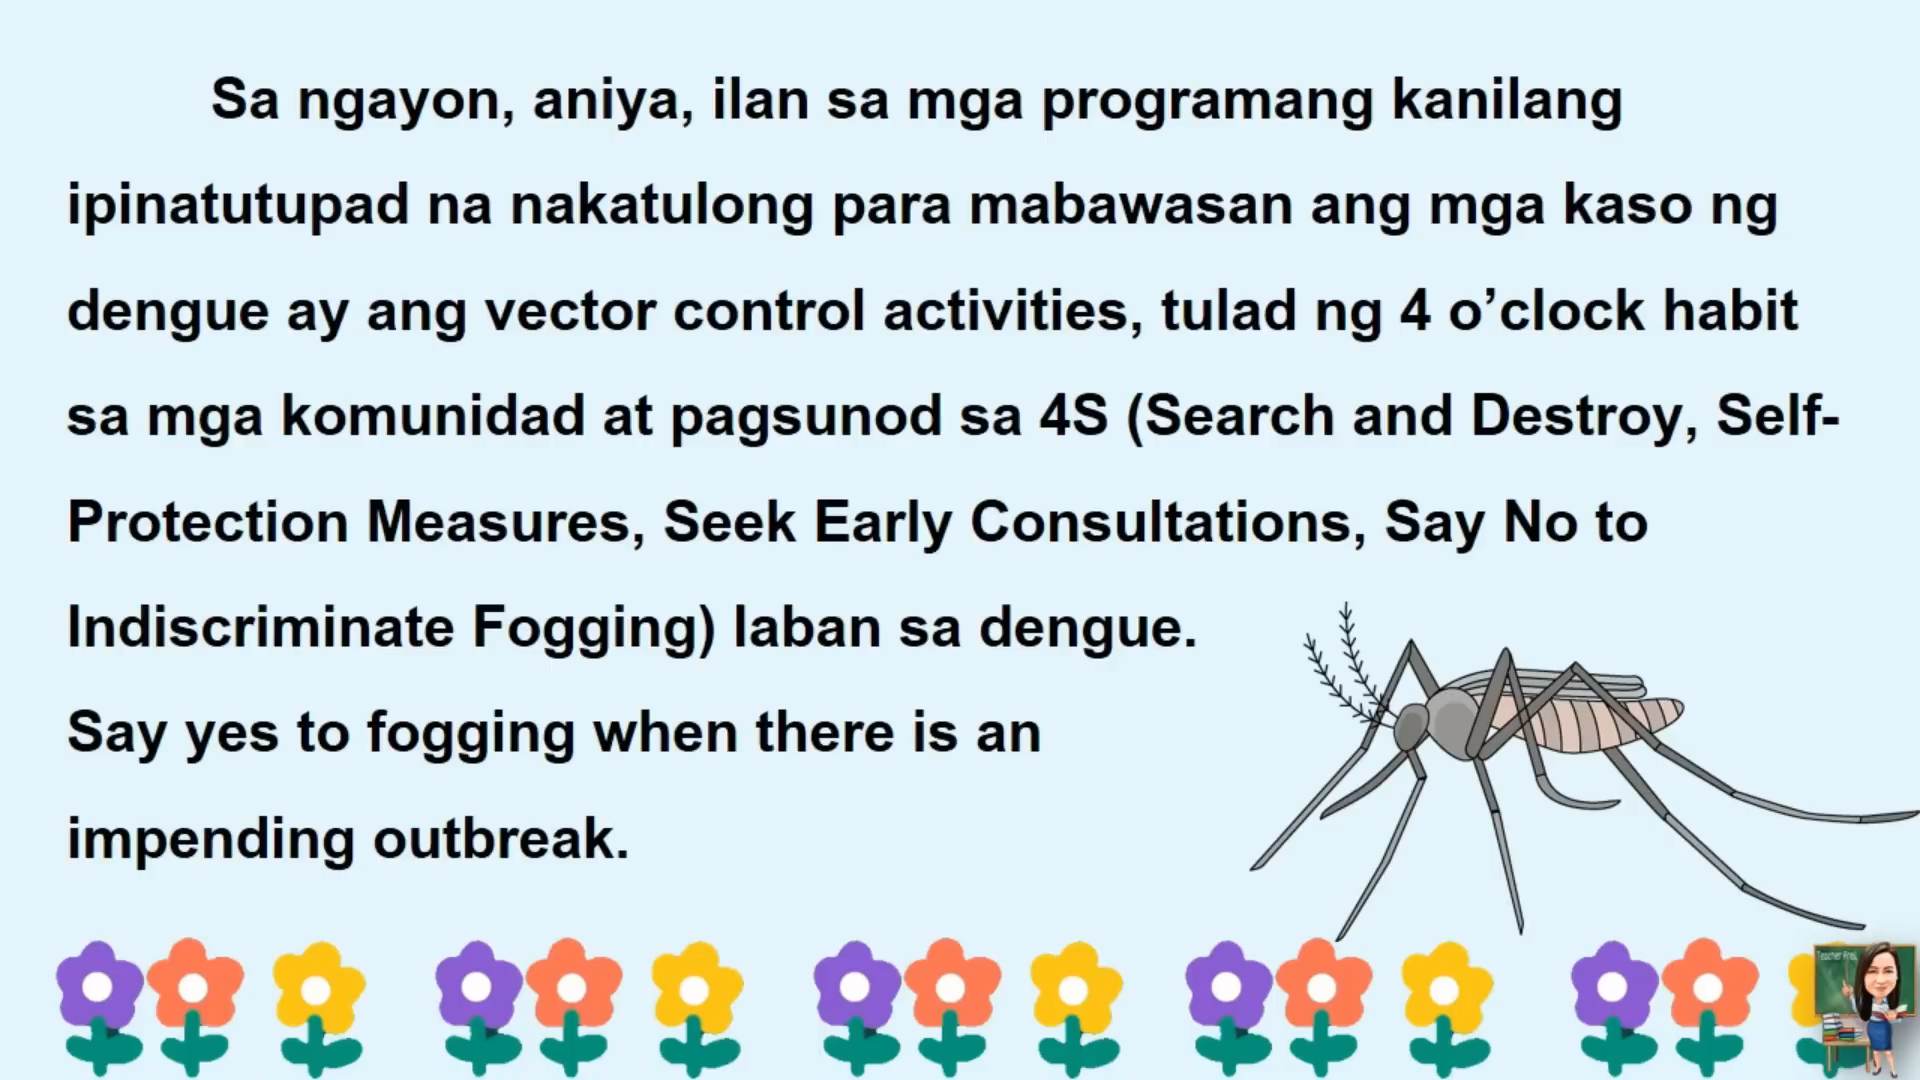 Sa ngayon, aniya, ilan sa mga programang kanilang
ipinatutupad na nakatulong para mabawasan ang mga kaso ng
dengue ay ang vector control activities, tulad ng 4 o’clock habit
sa mga komunidad at pagsunod sa 4S (Search and Destroy, Self-
Protection Measures, Seek Early Consultations, Say No to
Indiscriminate Fogging) laban sa dengue.
Say yes to fogging when there is an
impending outbreak.